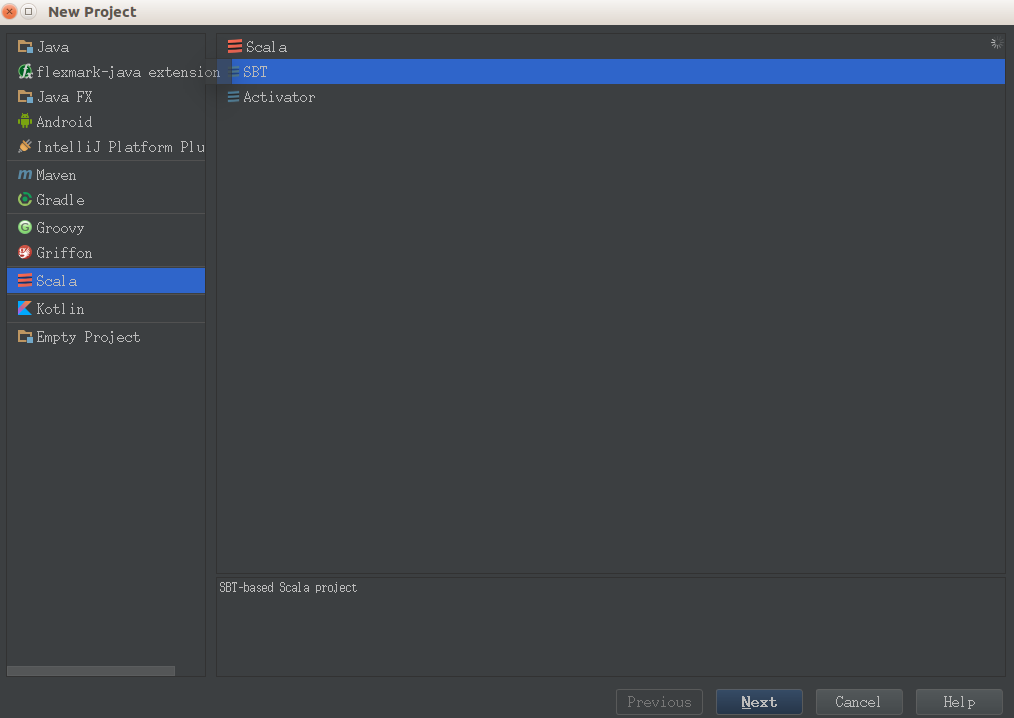 New Project
Java
flexmark-java extension
Java FX
Android
IntelliJ Platform Plu
Maven
Gradle
Groovy
Griffon
Scala
Kotlin
Empty Project
Scala
SBT
Activator
SBT-based Scala project
Previous
Next
Cancel
Help